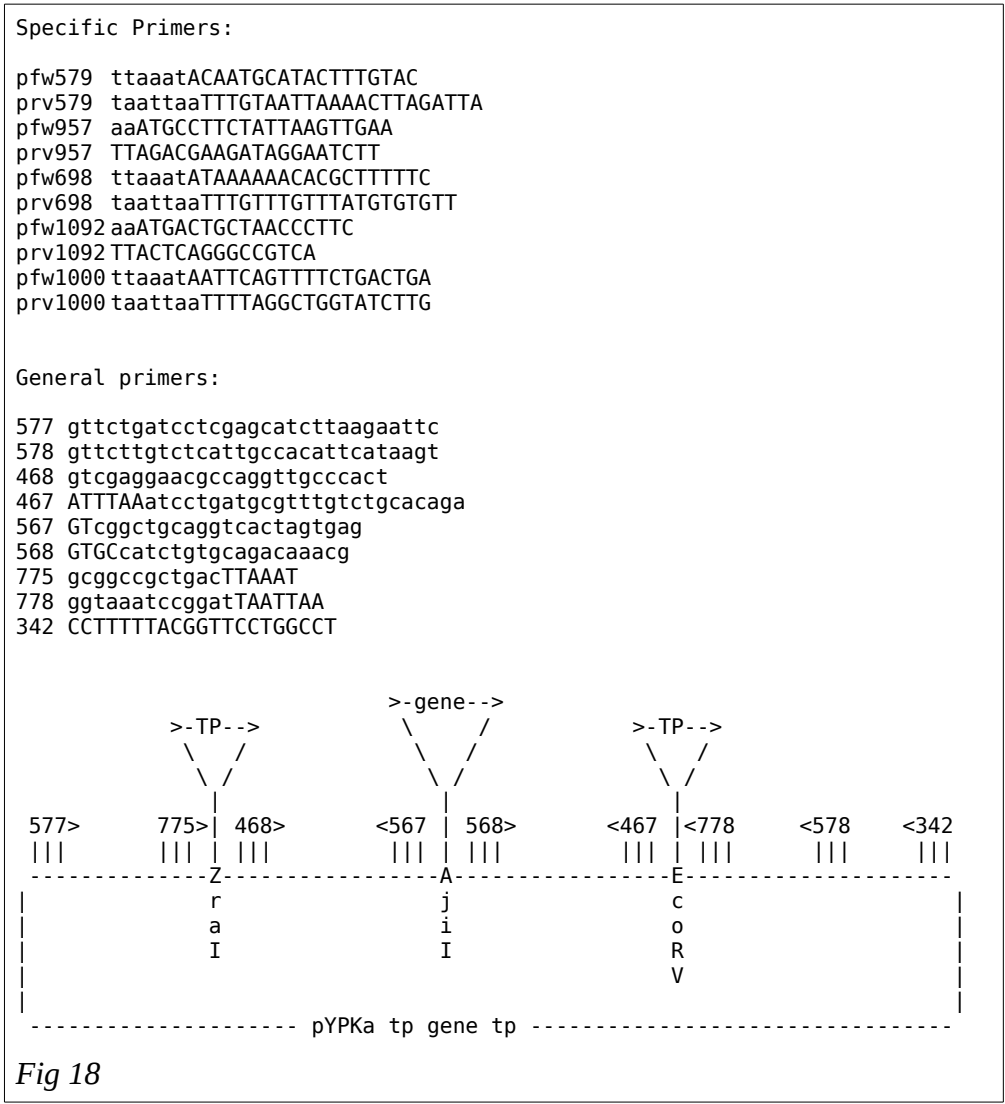 Specific Primers:
pfw579 ttaaatACAATGCATACTTTGTAC
prv579 taattaaTTTGTAATTAAAACTTAGATTA
pfw957 aaATGCCTTCTATTAAGTTGAA
prv957 TTAGACGAAGATAGGAATCTT
pfw698 ttaaatATAAAAAACACGCTTTTTC
prv698 taattaaTTTGTTTGTTTATGTGTGTT
pfw1092 aaATGACTGCTAACCCTTC
prv1092 TTACTCAGGGCCGTCA
pfw1000 ttaaatAATTCAGTTTTCTGACTGA
prv1000 taattaaTTTTAGGCTGGTATCTTG
General primers:
577 gttctgatcctcgagcatcttaagaattc
578 gttcttgtctcattgccacattcataagt
468 gtcgaggaacgccaggttgcccact
467 ATTTAAatcctgatgcgtttgtctgcacaga
567 GTcggctgcaggtcactagtgag
568 GTGCcatctgtgcagacaaacg
775 gcggccgctgacTTAAAT
778 ggtaaatccggatTAATTAA
342 CCTTTTTACGGTTCCTGGCCT
>-gene-->
>-TP--> \ / >-TP-->
\ / \ / \ /
\ / \ / \ /
| | |
577> 775>| 468> <567 | 568> <467 |<778 <578 <342
||| ||| | ||| ||| | ||| ||| | ||| ||| |||
--------------Z-----------------A-----------------E---------------------
| r j c |
| a i o |
| I I R |
| V |
| |
--------------------- pYPKa tp gene tp ---------------------------------
Fig 18